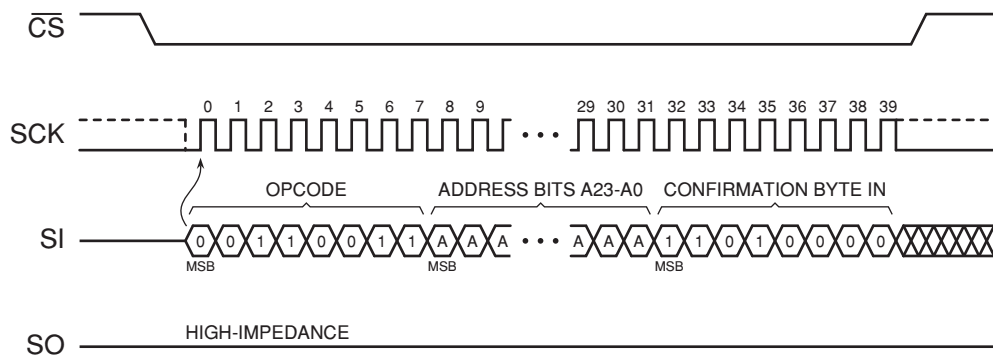 CS
0 1 2 3 4 5 6 7 8 9 29 30 31 32 33 34 35 36 37 38 39
SCK
OPCODE ADDRESS BITS A23-A0 CONFIRMATION BYTE IN
SI 0 0 1 1 0 0 1 1 A A A A A A 1 1 0 1 0 0 0 0
MSB MSB MSB
HIGH-IMPEDANCE
SO